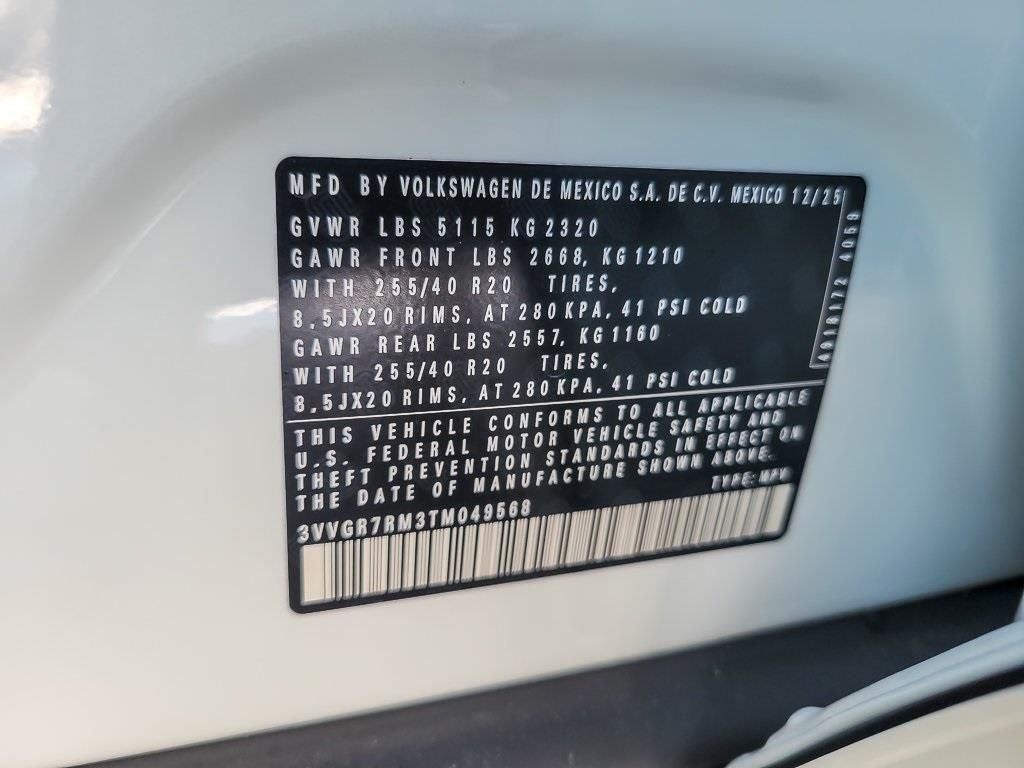 MFD BY VOLKSWAGEN DE MEXICO S.A. DE C.V. MEXICO 12/25
GVWR LBS 5115 KG 2320
GAWR FRONT LBS 2668, KG 1210
WITH 255/40 R20 TIRES,
8.5JX20 RIMS, AT 280 KPA, 41 PSI COLD
GAWR REAR LBS 2557, KG 1160
WITH 255/40 R20 TIRES,
8.5JX20 RIMS, AT 280 KPA, 41 PSI COLD
THIS VEHICLE CONFORMS TO ALL APPLICABLE
U.S. FEDERAL MOTOR VEHICLE SAFETY AND
THEFT PREVENTION STANDARDS IN EFFECT ON
THE DATE OF MANUFACTURE SHOWN ABOVE.
TYPE: MPV
3VVGR7RM3TM049568